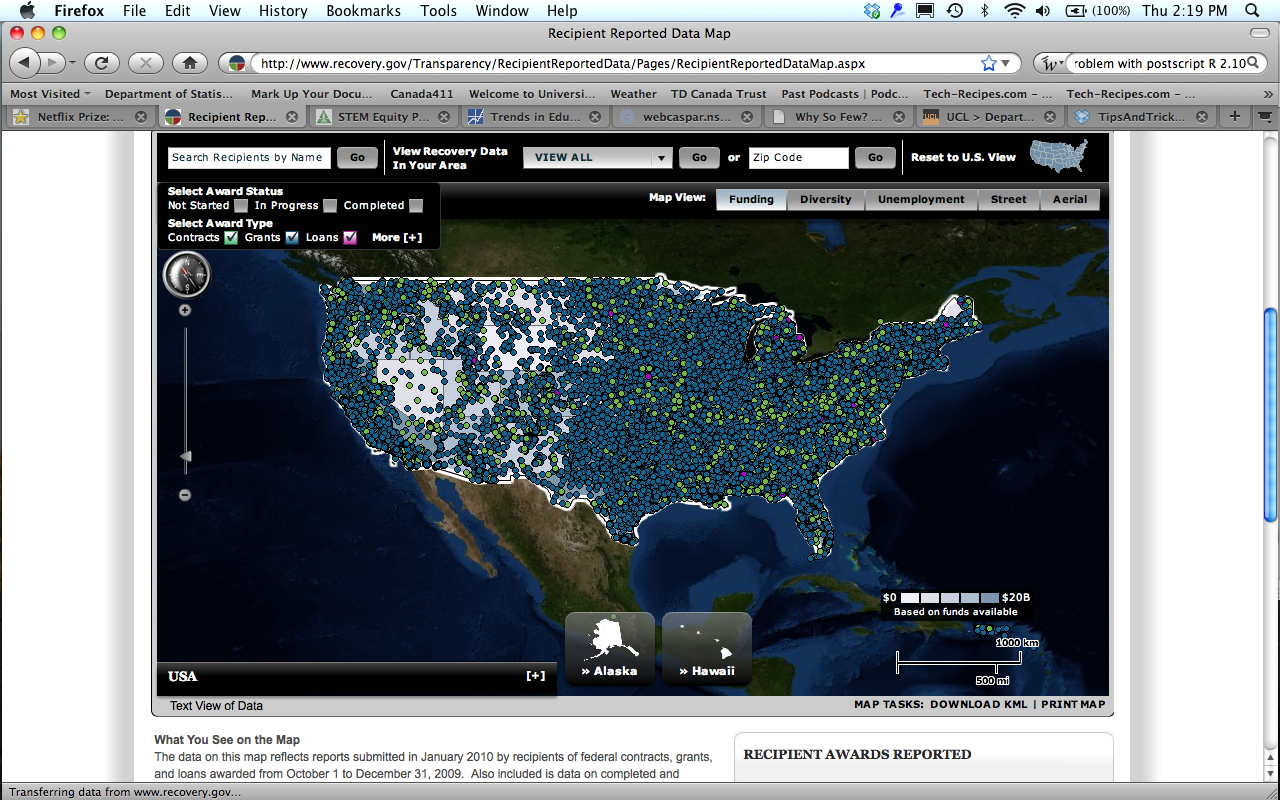 Firefox File Edit View History Bookmarks Tools Window Help (100%) Thu 2:19 PM
Recipient Reported Data Map
http://www.recovery.gov/Transparency/RecipientReportedData/Pages/RecipientReportedDataMap.aspx roblem with postscript R 2.10
Most Visited Department of Statis... Mark Up Your Docu... Canada411 Welcome to Universi... Weather TD Canada Trust Past Podcasts | Podc... Tech-Recipes.com – ... Tech-Recipes.com – ... »
Netflix Prize: ... Recipient Rep... STEM Equity P... Trends in Edu... webcaspar.ns... Why So Few? ... UCL > Depart... TipsAndTrick...
Search Recipients by Name Go View Recovery Data In Your Area VIEW ALL Go or Zip Code Go Reset to U.S. View
Select Award Status
Not Started In Progress Completed
Map View: Funding Diversity Unemployment Street Aerial
Select Award Type
Contracts Grants Loans More [+]
N
S
$0 $20B
Based on funds available
1000 km
500 mi
» Alaska » Hawaii
USA [+]
Text View of Data MAP TASKS: DOWNLOAD KML | PRINT MAP
What You See on the Map
The data on this map reflects reports submitted in January 2010 by recipients of federal contracts, grants,
and loans awarded from October 1 to December 31, 2009. Also included is data on completed and
RECIPIENT AWARDS REPORTED
Transferring data from www.recovery.gov...